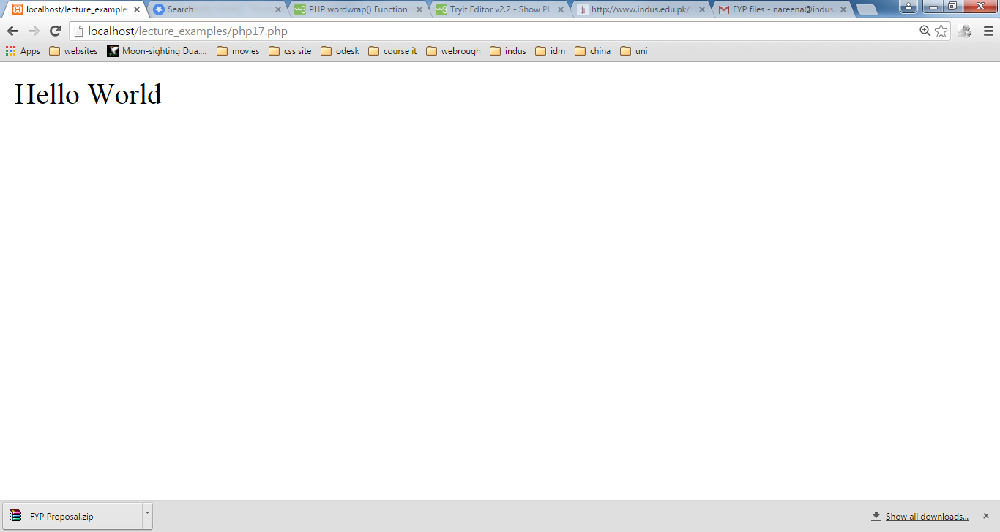 localhost/lecture_example
Search
PHP wordwrap() Function
Tryit Editor v2.2 - Show PH
http://www.indus.edu.pk/
FYP files - nareena@indus.
localhost/lecture_examples/php17.php
Apps websites Moon-sighting Dua.... movies css site odesk course it webrough indus idm china uni
Hello World
FYP Proposal.zip
Show all downloads...